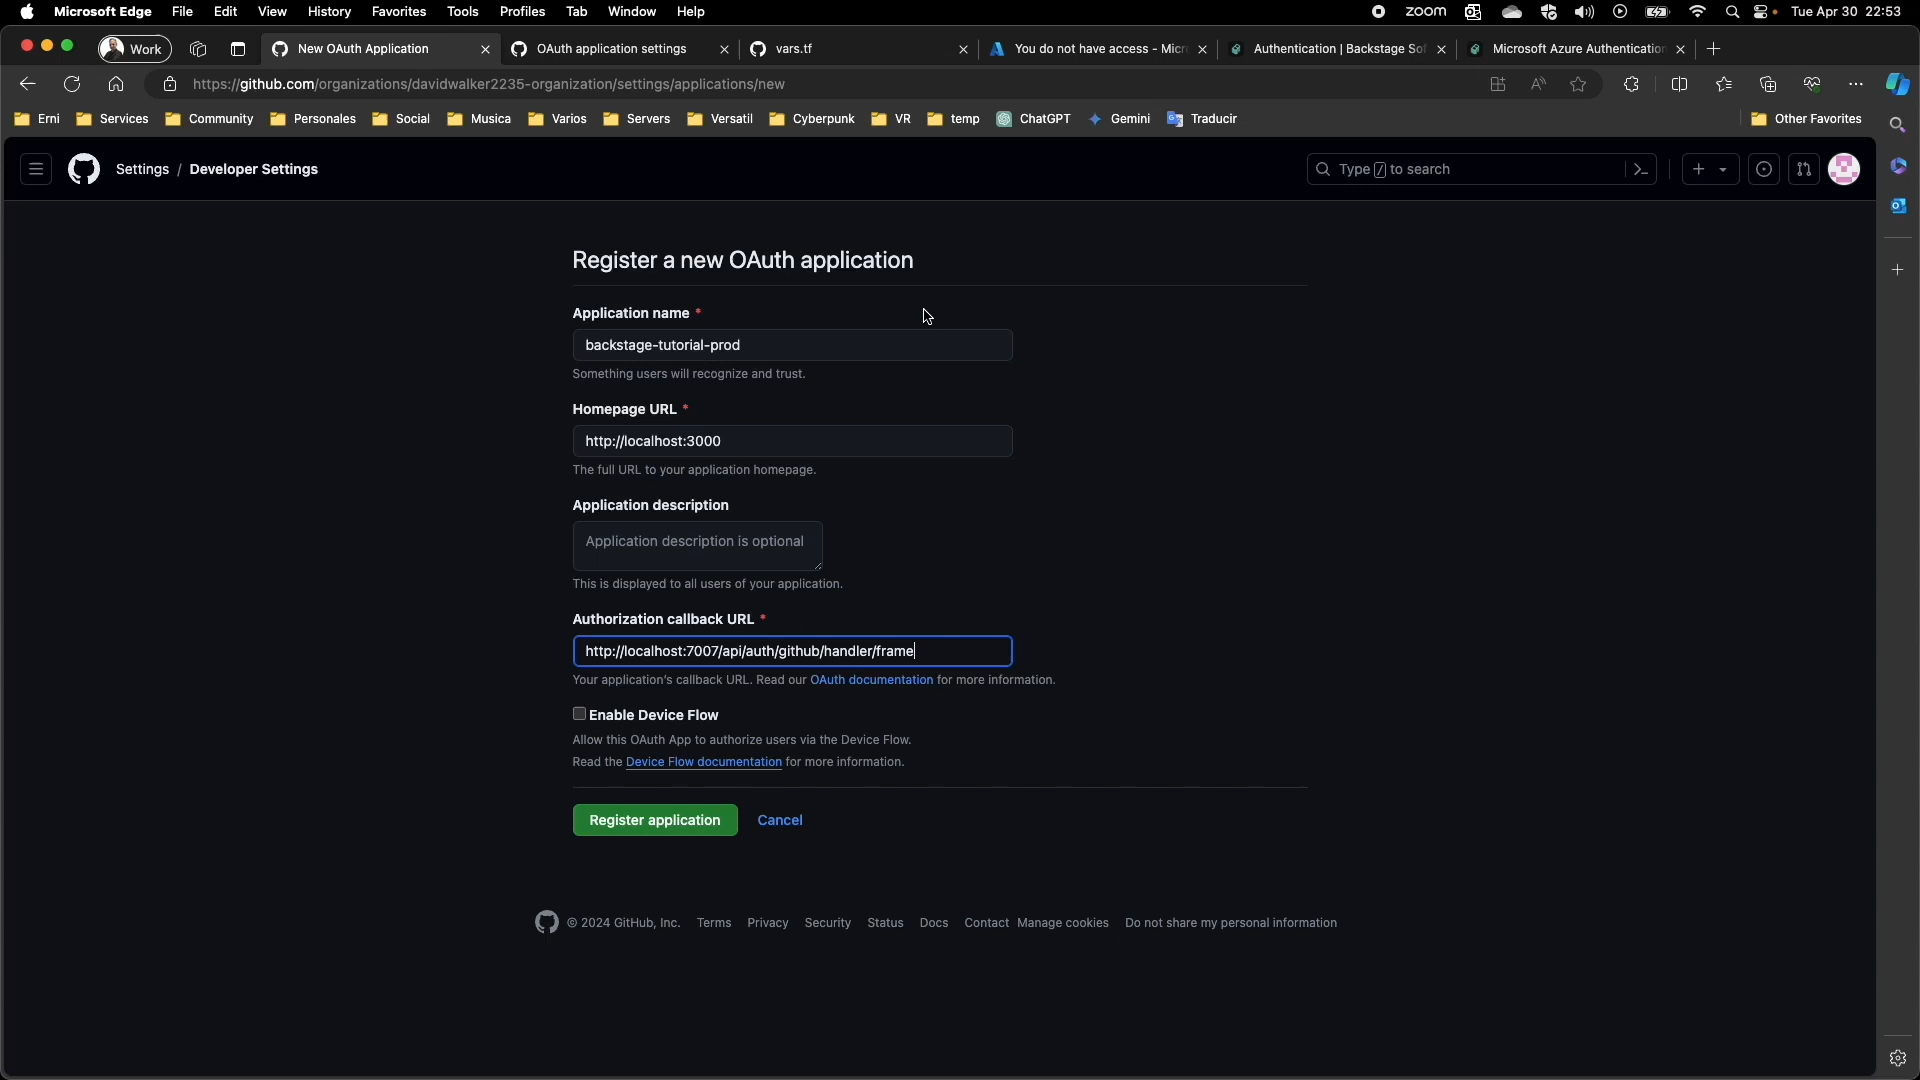 Microsoft Edge File Edit View History Favorites Tools Profiles Tab Window Help zoom Tue Apr 30 22:53
Work New OAuth Application OAuth application settings vars.tf You do not have access - Micr Authentication | Backstage Sof Microsoft Azure Authentication
https://github.com/organizations/davidwalker2235-organization/settings/applications/new
Erni Services Community Personales Social Musica Varios Servers Versatil Cyberpunk VR temp ChatGPT Gemini Traducir Other Favorites
Settings / Developer Settings Type / to search
Register a new OAuth application
Application name *
backstage-tutorial-prod
Something users will recognize and trust.
Homepage URL *
http://localhost:3000
The full URL to your application homepage.
Application description
Application description is optional
This is displayed to all users of your application.
Authorization callback URL *
http://localhost:7007/api/auth/github/handler/frame
Your application's callback URL. Read our OAuth documentation for more information.
Enable Device Flow
Allow this OAuth App to authorize users via the Device Flow.
Read the Device Flow documentation for more information.
Register application Cancel
© 2024 GitHub, Inc. Terms Privacy Security Status Docs Contact Manage cookies Do not share my personal information